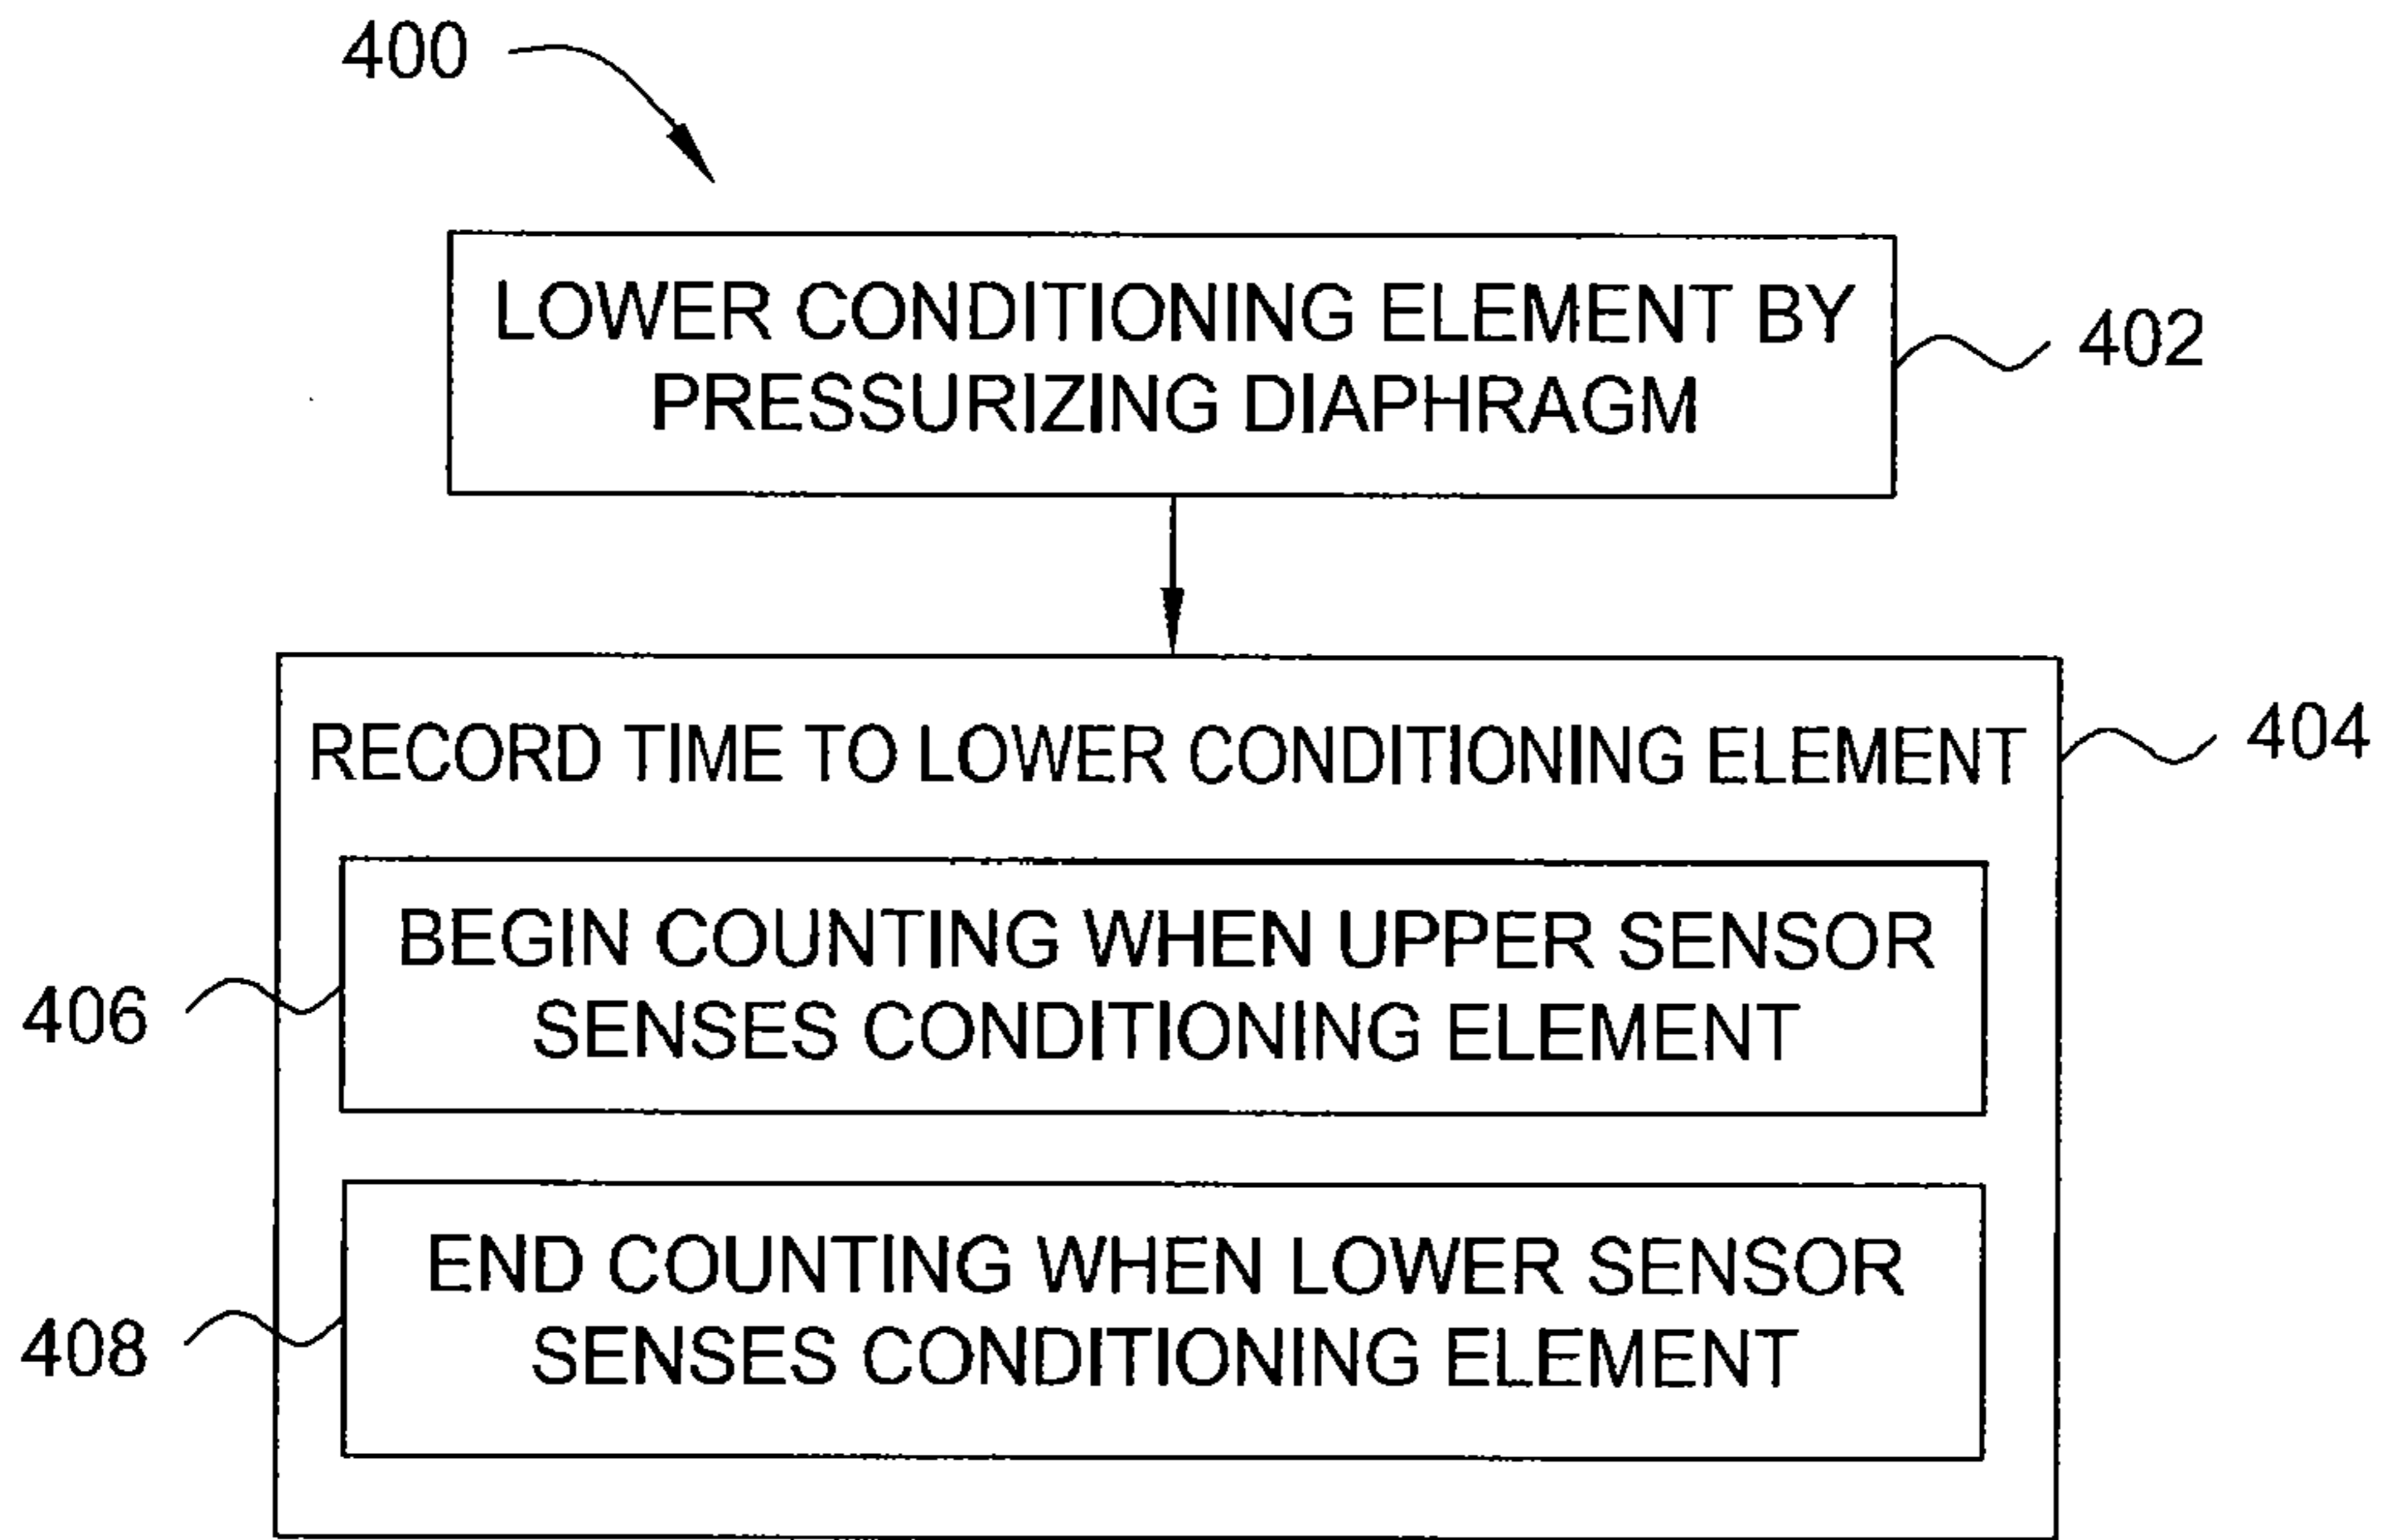 400
LOWER CONDITIONING ELEMENT BY
PRESSURIZING DIAPHRAGM
402
RECORD TIME TO LOWER CONDITIONING ELEMENT
404
BEGIN COUNTING WHEN UPPER SENSOR
SENSES CONDITIONING ELEMENT
406
END COUNTING WHEN LOWER SENSOR
SENSES CONDITIONING ELEMENT
408